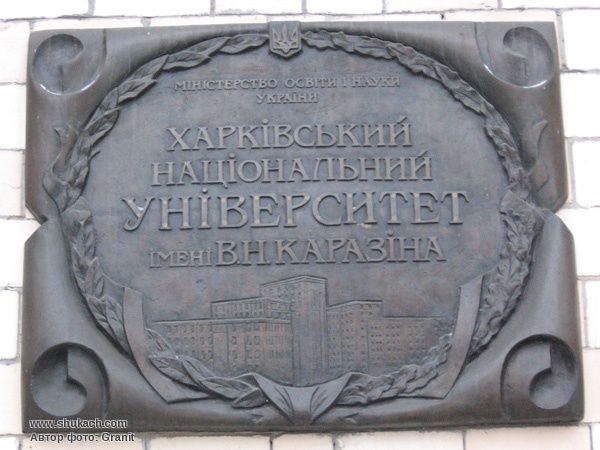 МІНІСТЕРСТВО ОСВІТИ І НАУКИ
УКРАЇНИ
ХАРКІВСЬКИЙ
НАЦІОНАЛЬНИЙ
УНІВЕРСИТЕТ
ІМЕНІ В.Н. КАРАЗІНА
www.shukach.com
Автор фото: Granit